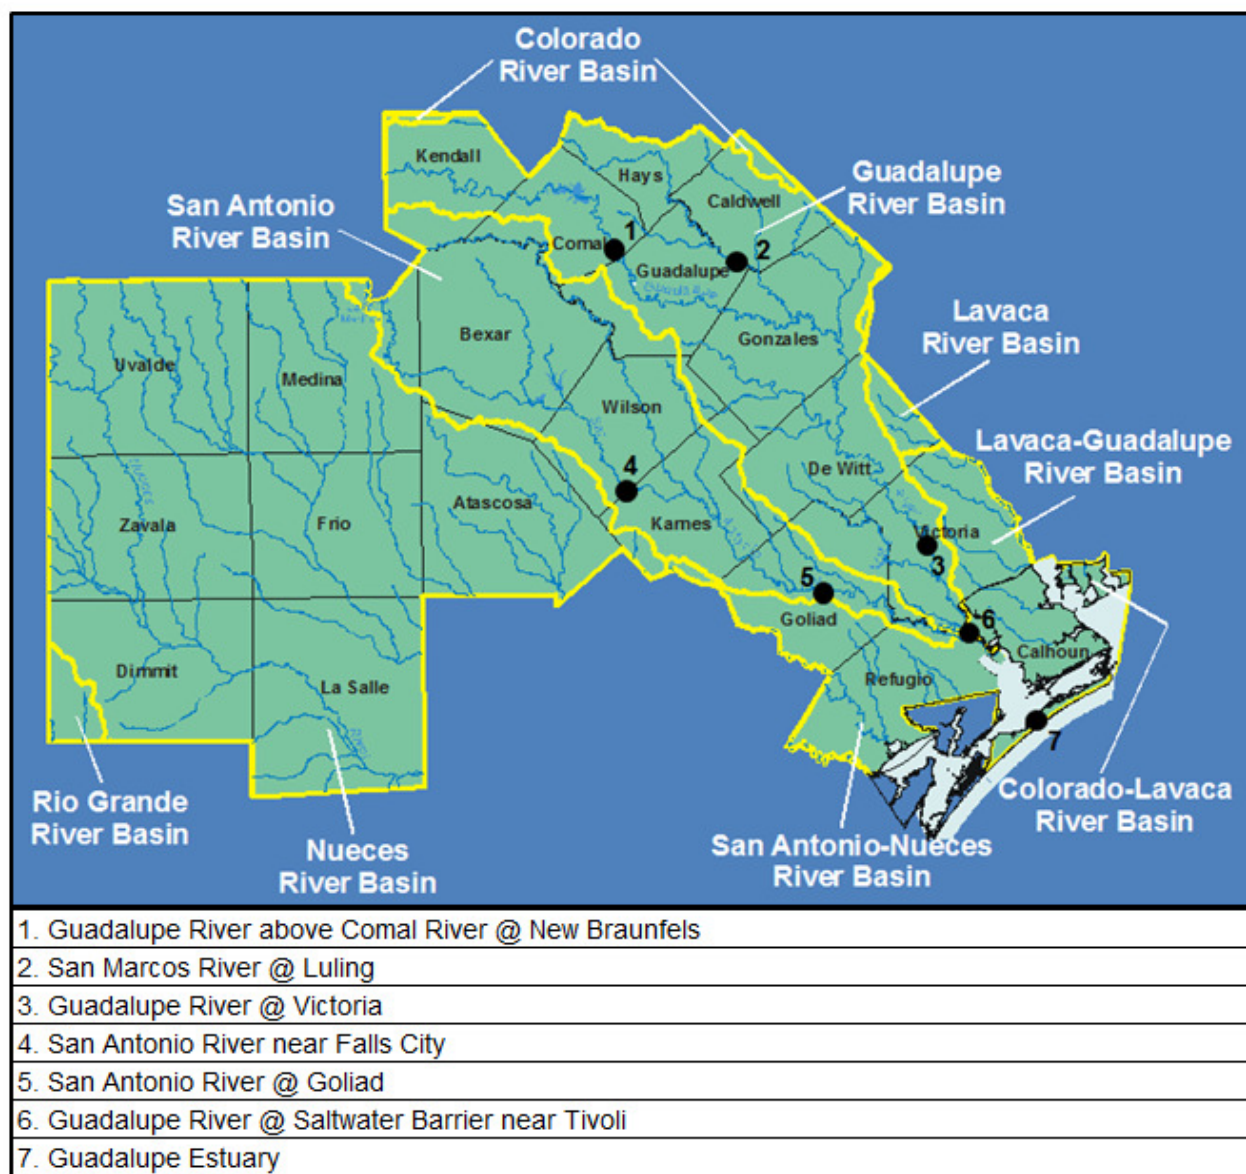 Colorado
River Basin
Kendall
Hays
Guadalupe
River Basin
Caldwell
San Antonio
River Basin
1
Comal
2
Guadalupe
Lavaca
River Basin
Bexar
Gonzales
Uvalde
Medina
Wilson
Lavaca-Guadalupe
River Basin
De Witt
4
Atascosa
Zavala
Frio
Karnes
Victoria
3
5
Goliad
6
Calhoun
Dimmit
La Salle
Refugio
7
Rio Grande
River Basin
Colorado-Lavaca
River Basin
Nueces
River Basin
San Antonio-Nueces
River Basin
1. Guadalupe River above Comal River @ New Braunfels
2. San Marcos River @ Luling
3. Guadalupe River @ Victoria
4. San Antonio River near Falls City
5. San Antonio River @ Goliad
6. Guadalupe River @ Saltwater Barrier near Tivoli
7. Guadalupe Estuary